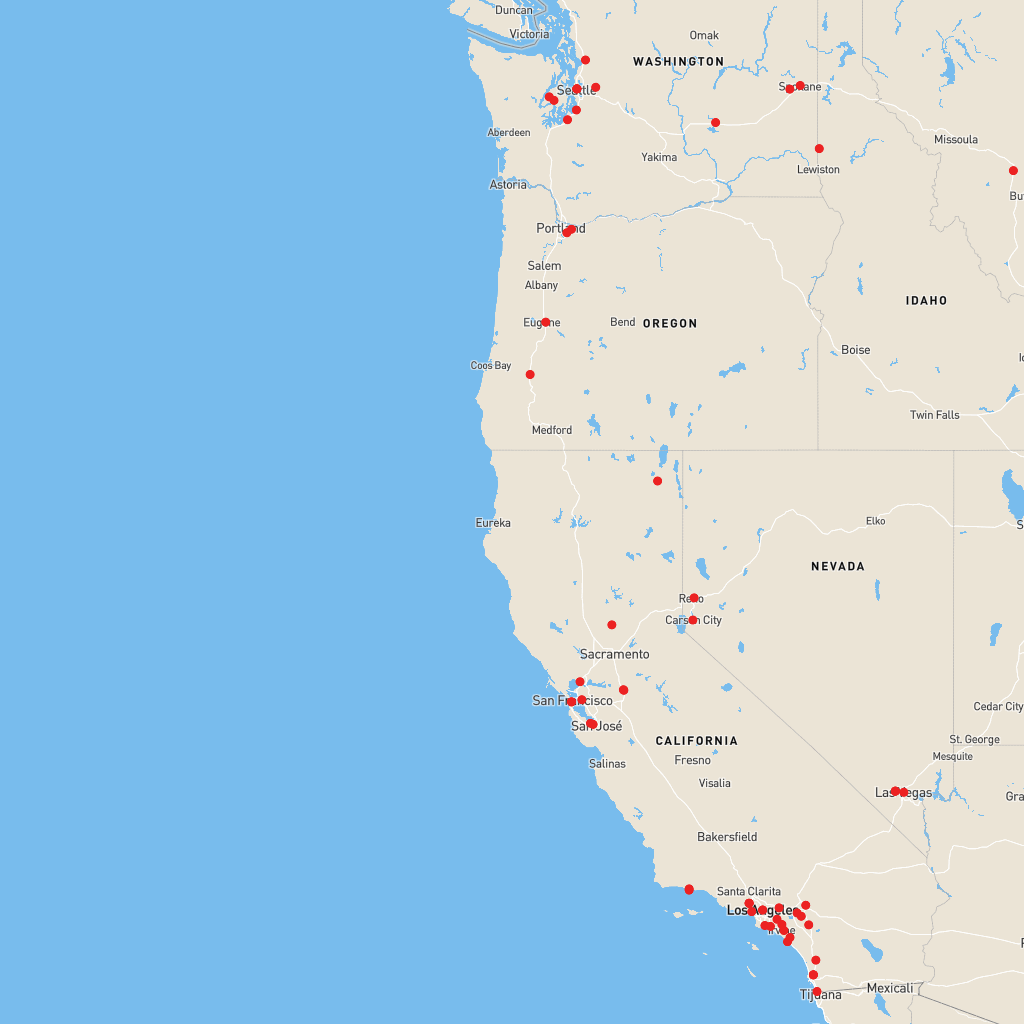 Duncan
Victoria
Omak
WASHINGTON
Seattle
Spokane
Aberdeen
Missoula
Yakima
Lewiston
Astoria
Portland
Salem
Albany
IDAHO
Eugene
Bend
OREGON
Boise
Coos Bay
Twin Falls
Medford
Eureka
Elko
NEVADA
Reno
Carson City
Sacramento
San Francisco
Cedar City
San José
CALIFORNIA
St. George
Mesquite
Fresno
Salinas
Visalia
Las Vegas
Bakersfield
Santa Clarita
Los Angeles
Irvine
Mexicali
Tijuana